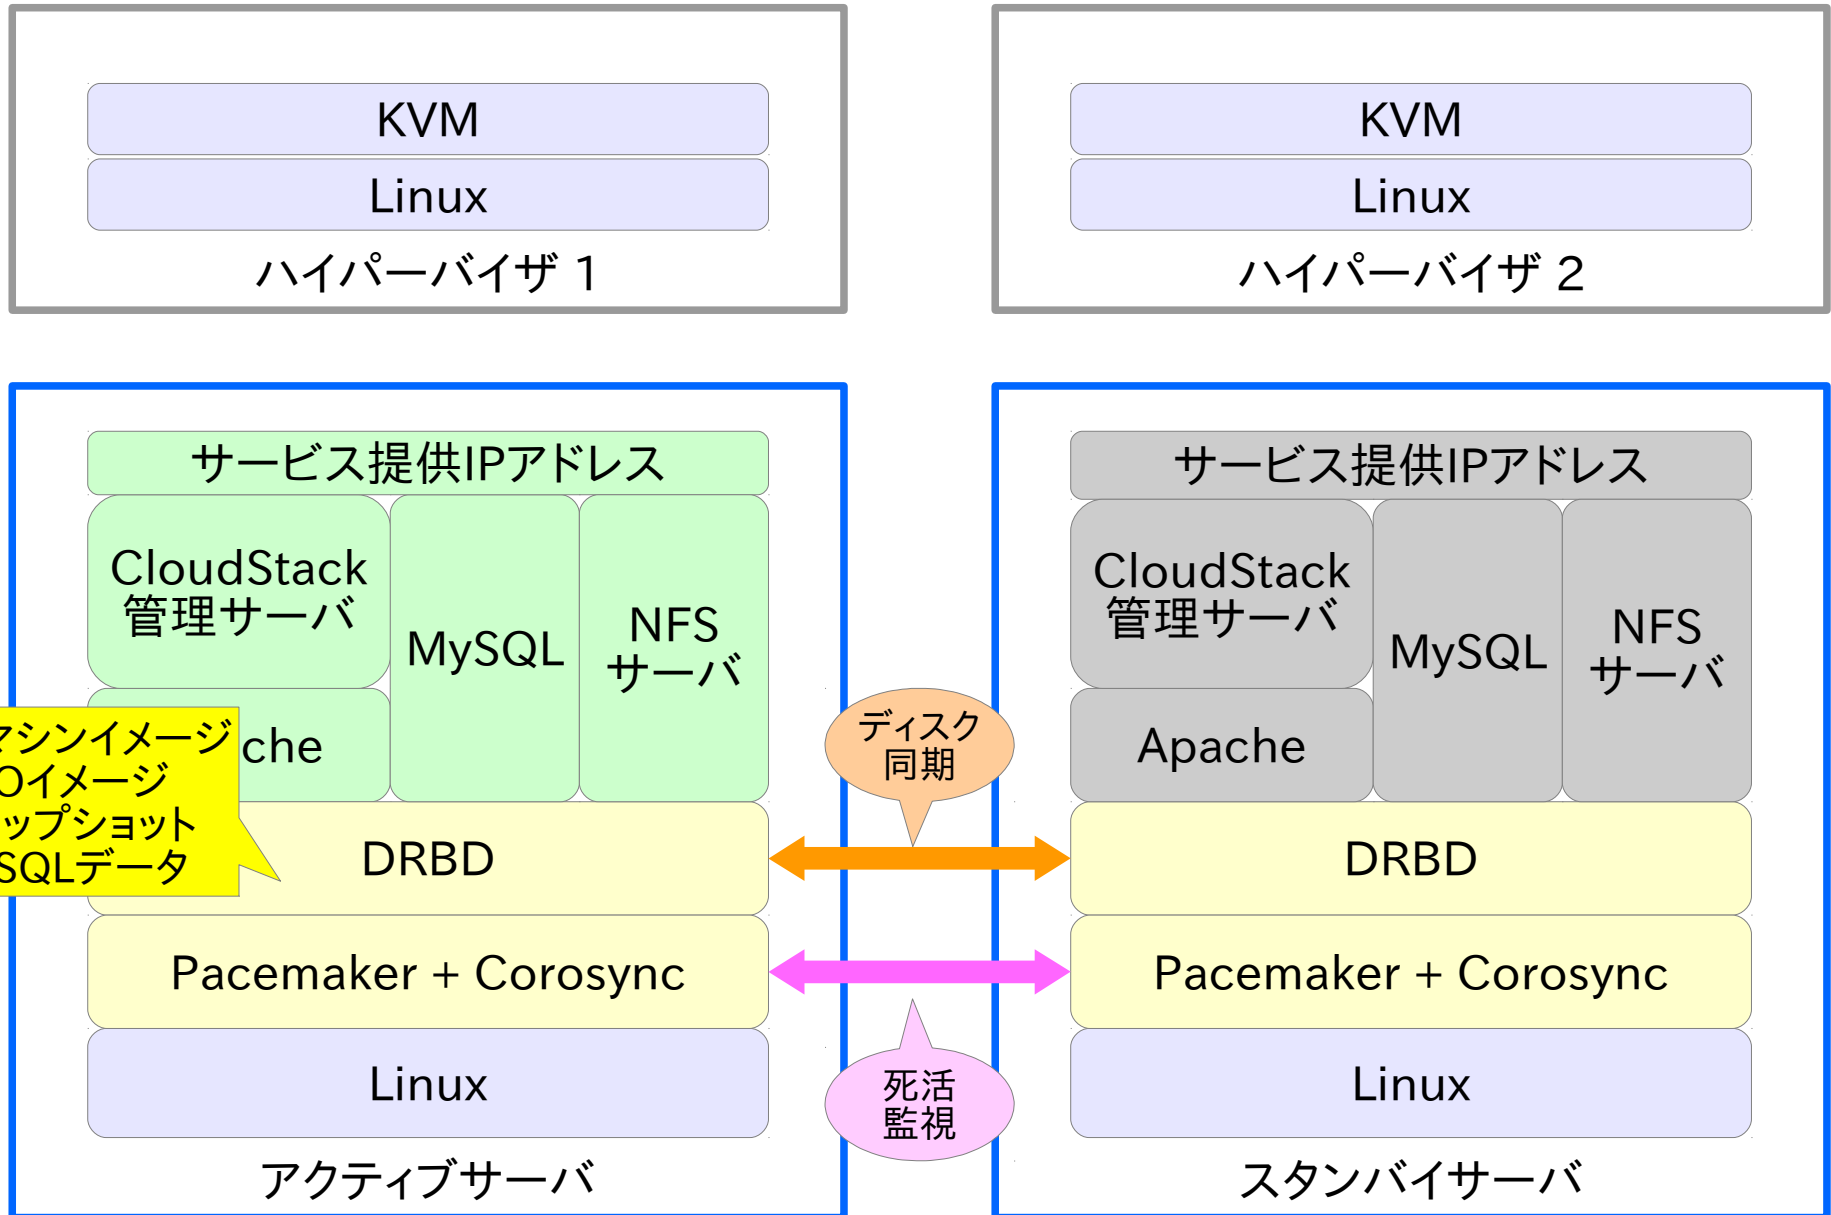 KVM
Linux
ハイパーバイザ 1
KVM
Linux
ハイパーバイザ 2
サービス提供IPアドレス
CloudStack
管理サーバ
MySQL
NFS
サーバ
che
マシンイメージ
Oイメージ
ップショット
SQLデータ
DRBD
Pacemaker + Corosync
Linux
アクティブサーバ
ディスク
同期
死活
監視
サービス提供IPアドレス
CloudStack
管理サーバ
MySQL
NFS
サーバ
Apache
DRBD
Pacemaker + Corosync
Linux
スタンバイサーバ